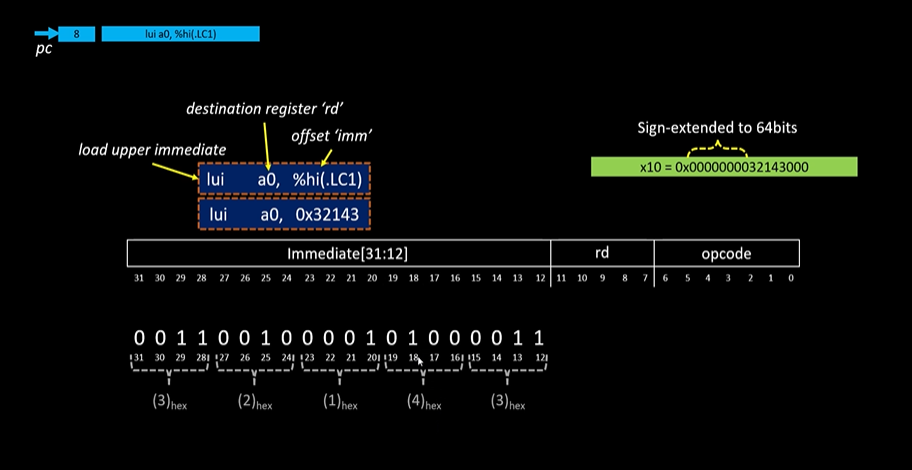 8 lui a0, %hi(.LC1)
pc
destination register ‘rd’
offset ‘imm’
load upper immediate
lui a0, %hi(.LC1)
lui a0, 0x32143
Sign-extended to 64bits
x10 = 0x0000000032143000
Immediate[31:12] rd opcode
31 30 29 28 27 26 25 24 23 22 21 20 19 18 17 16 15 14 13 12 11 10 9 8 7 6 5 4 3 2 1 0
0 0 1 1 0 0 1 0 0 0 0 1 0 1 0 0 0 0 1 1
31 30 29 28 27 26 25 24 23 22 21 20 19 18 17 16 15 14 13 12
(3)hex (2)hex (1)hex (4)hex (3)hex